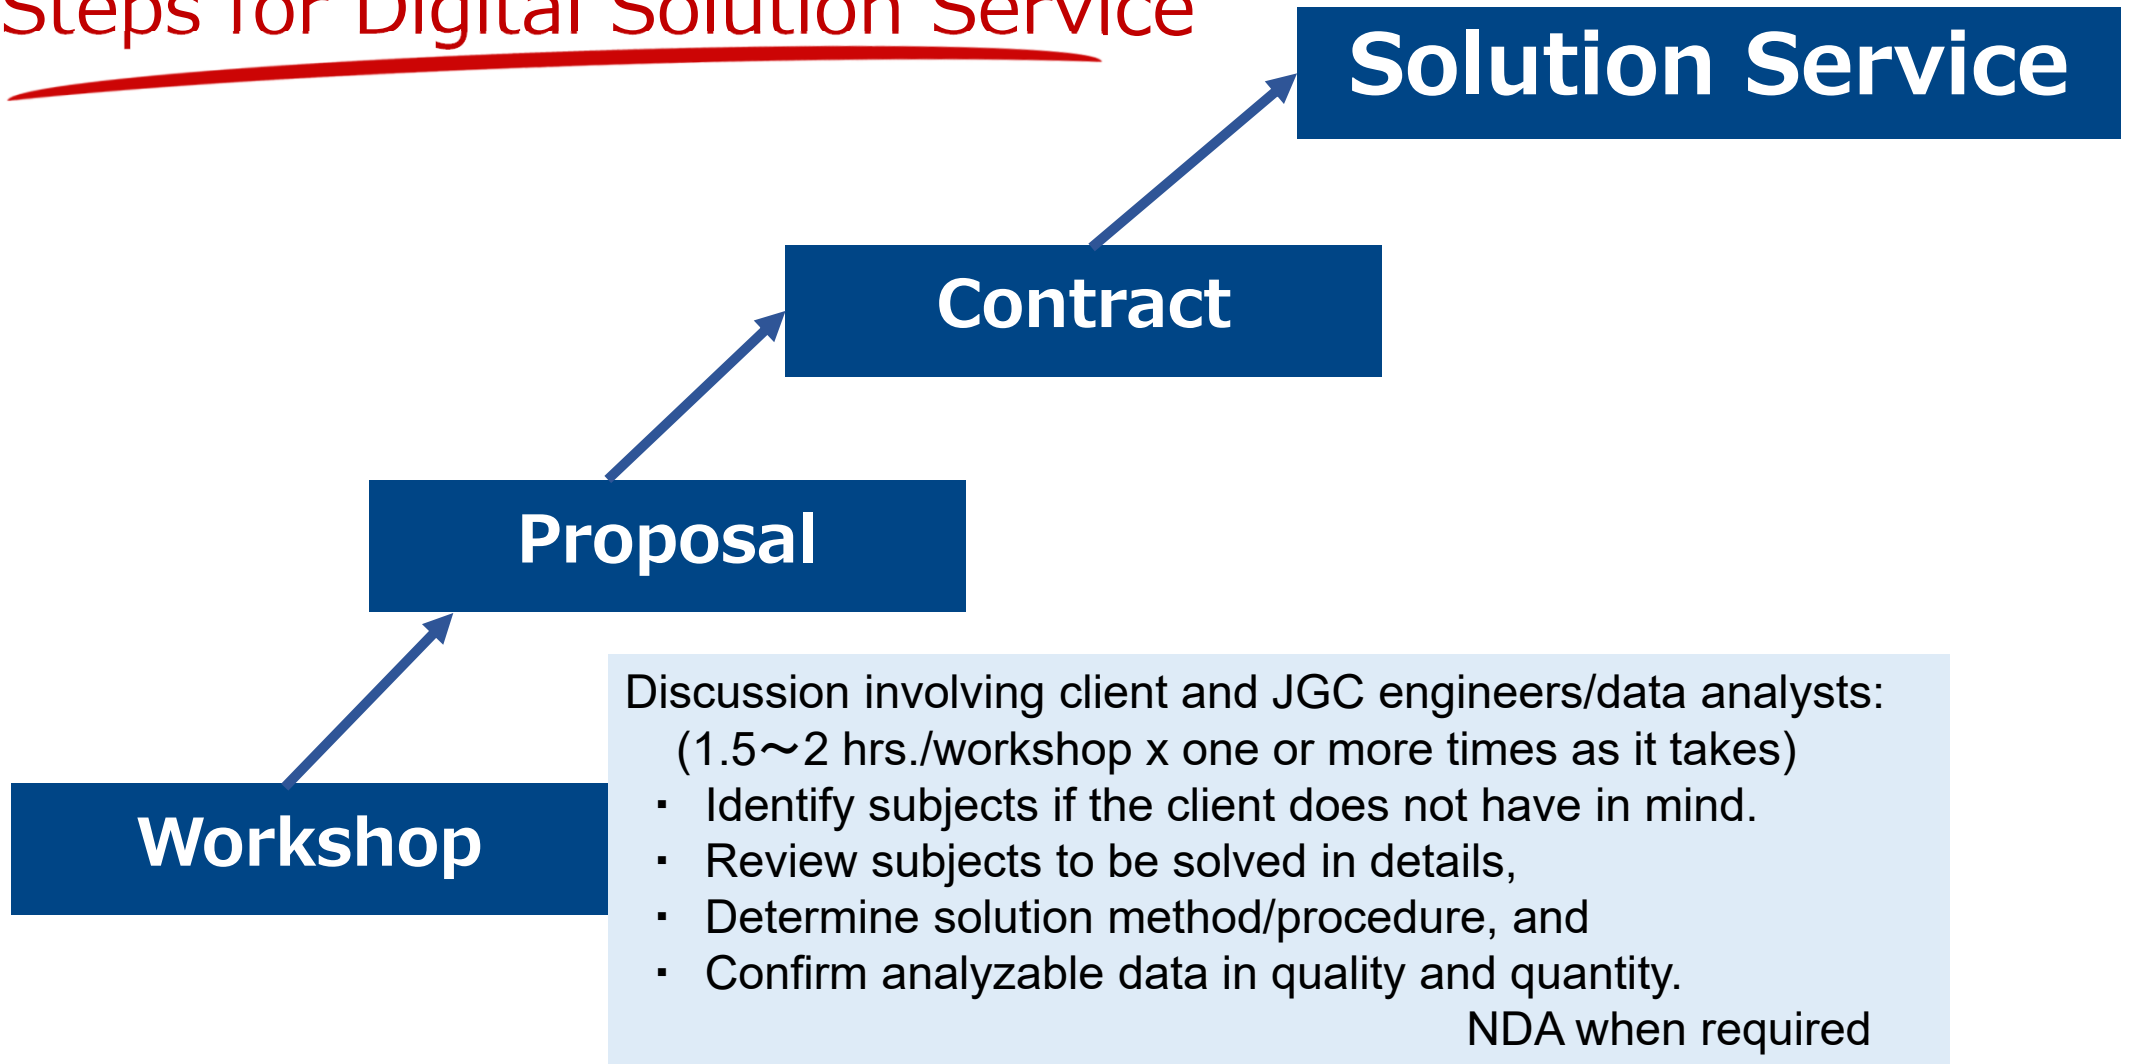 Steps for Digital Solution Service
Solution Service
Contract
Proposal
Workshop
Discussion involving client and JGC engineers/data analysts:
(1.5～2 hrs./workshop x one or more times as it takes)
・ Identify subjects if the client does not have in mind.
・ Review subjects to be solved in details,
・ Determine solution method/procedure, and
・ Confirm analyzable data in quality and quantity.
NDA when required